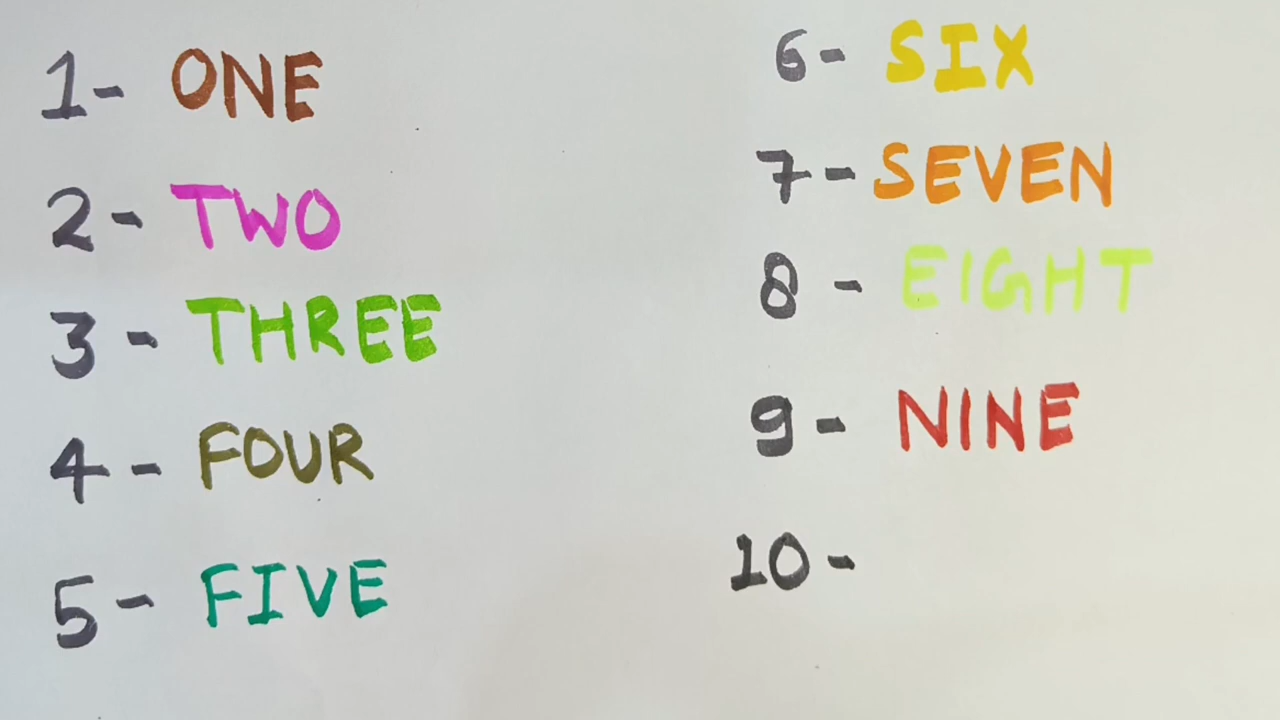 1- ONE
2- TWO
3- THREE
4- FOUR
5- FIVE
6- SIX
7- SEVEN
8- EIGHT
9- NINE
10-